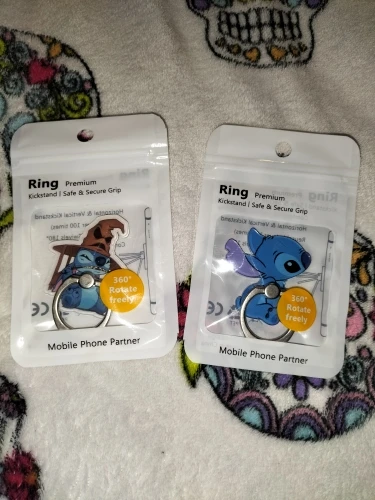 Ring Premium
Kickstand | Safe & Secure Grip
360°
Rotate
freely
Mobile Phone Partner
Ring Premium
Kickstand | Safe & Secure Grip
360°
Rotate
freely
Mobile Phone Partner